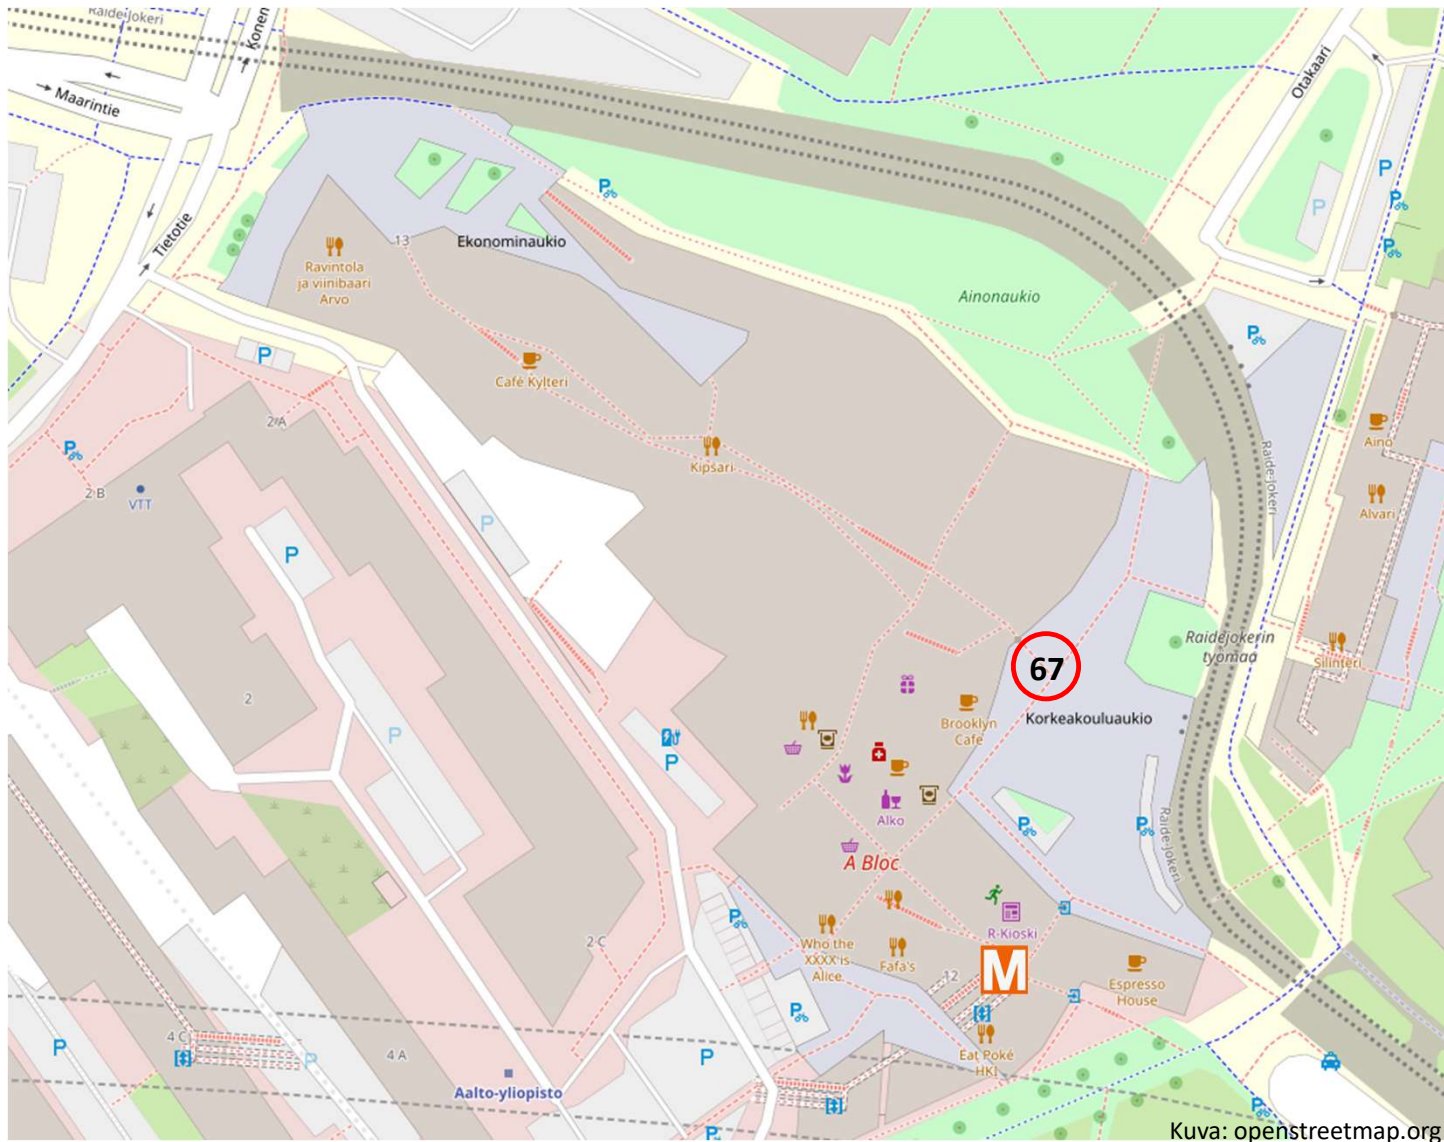 Raide-Jokeri
Konen
Maarintie
Otakaari
Tietotie
P
P
P
P
P
13
Ekonominaukio
Ravintola
ja viinibaari
Arvo
Ainonaukio
P
P
Café Kylteri
2 A
Aino
Kipsari
P
Raide-Jokeri
2 B
VTT
Alvari
P
P
Raidejokerin
työmaa
Silinteri
67
2
Brooklyn
Café
Korkeakouluaukio
P
P
Alko
P
P
Raide-Jokeri
A Bloc
P
R-Kioski
2 C
Who the
XXXX is
Alice
Fafa's
12
M
Espresso
House
P
4 C
P
P
4 A
P
Eat Poké
HKI
Aalto-yliopisto
P
P
Kuva: openstreetmap.org